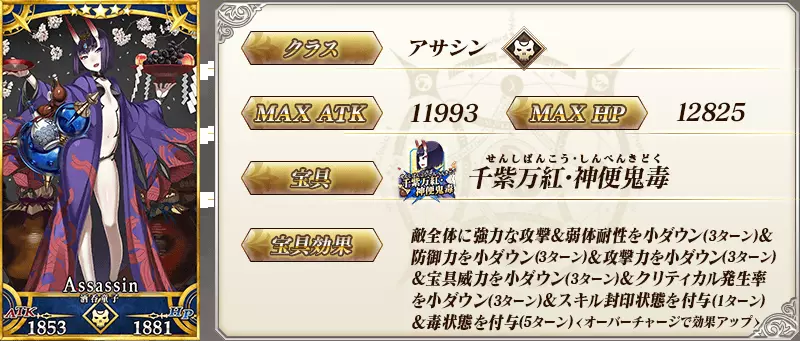 Assassin
酒呑童子
ATK
HP
1853
1881
クラス
アサシン
MAX ATK
11993
MAX HP
12825
宝具
千紫万紅・神便鬼毒
せんしばんこう・しんぺんきどく
千紫万紅・神便鬼毒
宝具効果
敵全体に強力な攻撃&弱体耐性を小ダウン(3ターン)&
防御力を小ダウン(3ターン)&攻撃力を小ダウン(3ターン)
&宝具威力を小ダウン(3ターン)&クリティカル発生率
を小ダウン(3ターン)&スキル封印状態を付与(1ターン)
&毒状態を付与(5ターン)<オーバーチャージで効果アップ>